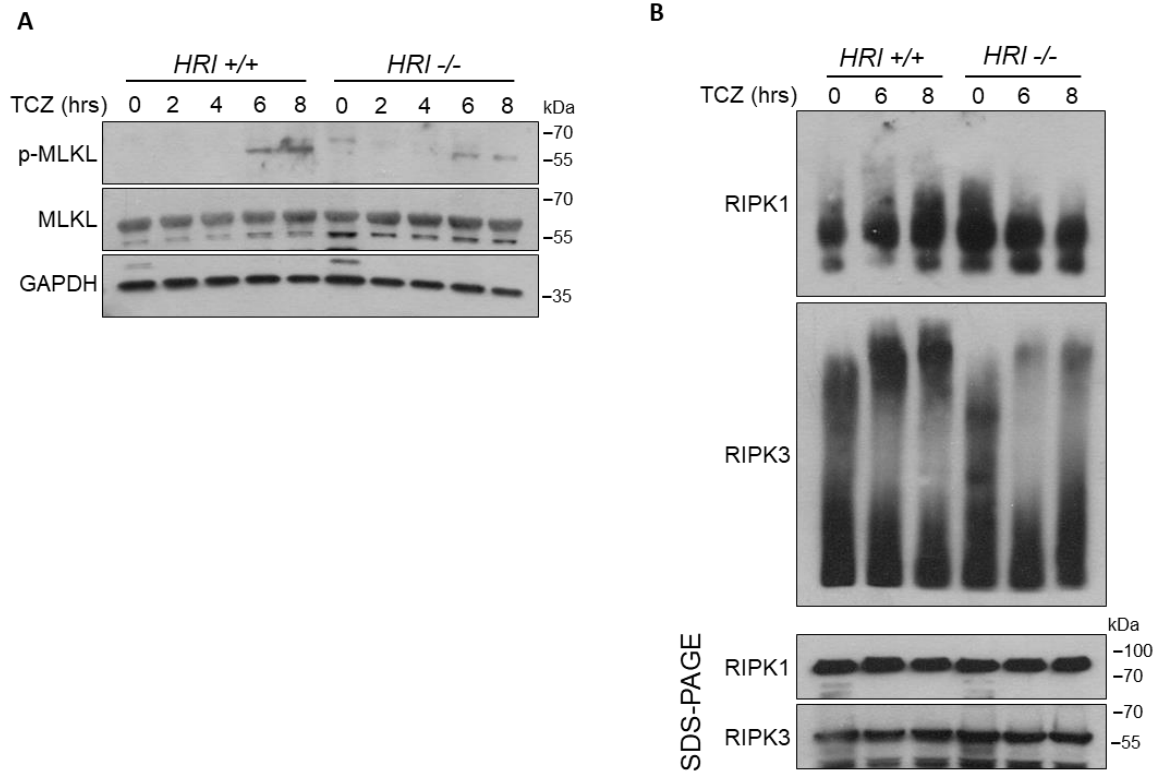 A
HRI +/+ HRI -/-
TCZ (hrs) 0 2 4 6 8 0 2 4 6 8 kDa
p-MLKL –70
–55
MLKL –70
–55
GAPDH –35
B
HRI +/+ HRI -/-
TCZ (hrs) 0 6 8 0 6 8
RIPK1
RIPK3
kDa
SDS-PAGE
RIPK1 –100
–70
RIPK3 –70
–55